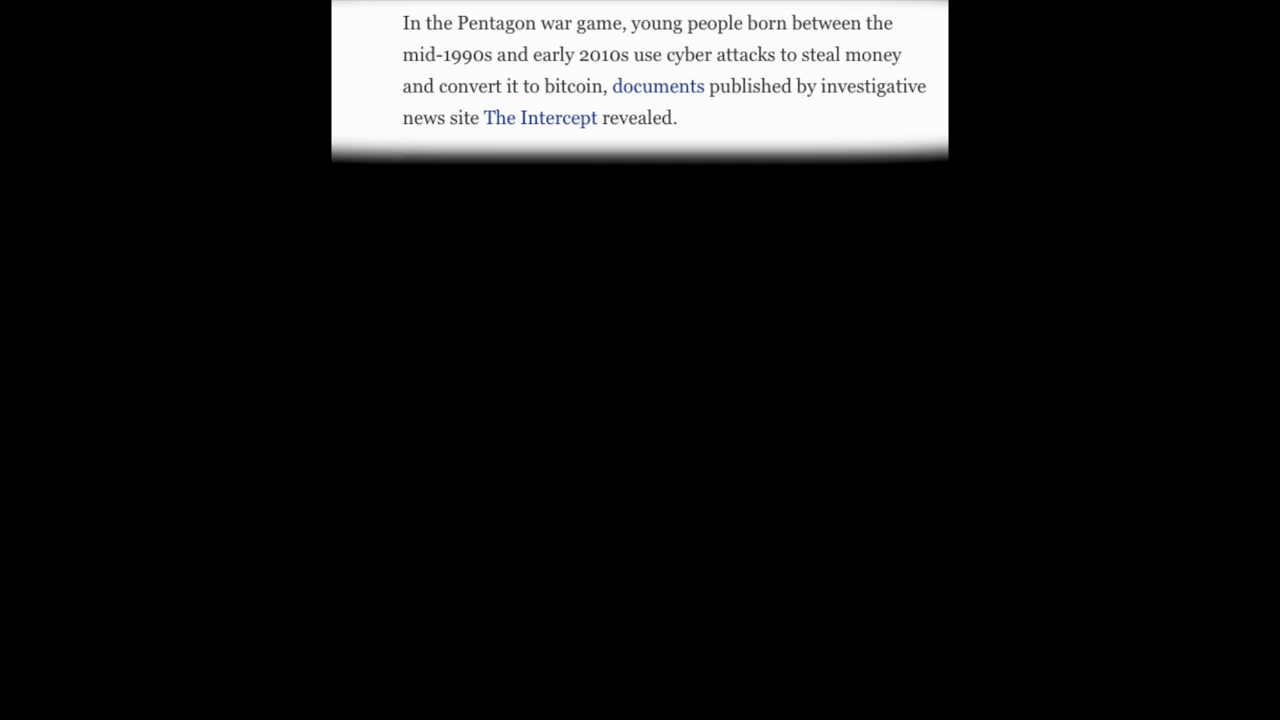 In the Pentagon war game, young people born between the
mid-1990s and early 2010s use cyber attacks to steal money
and convert it to bitcoin, documents published by investigative
news site The Intercept revealed.